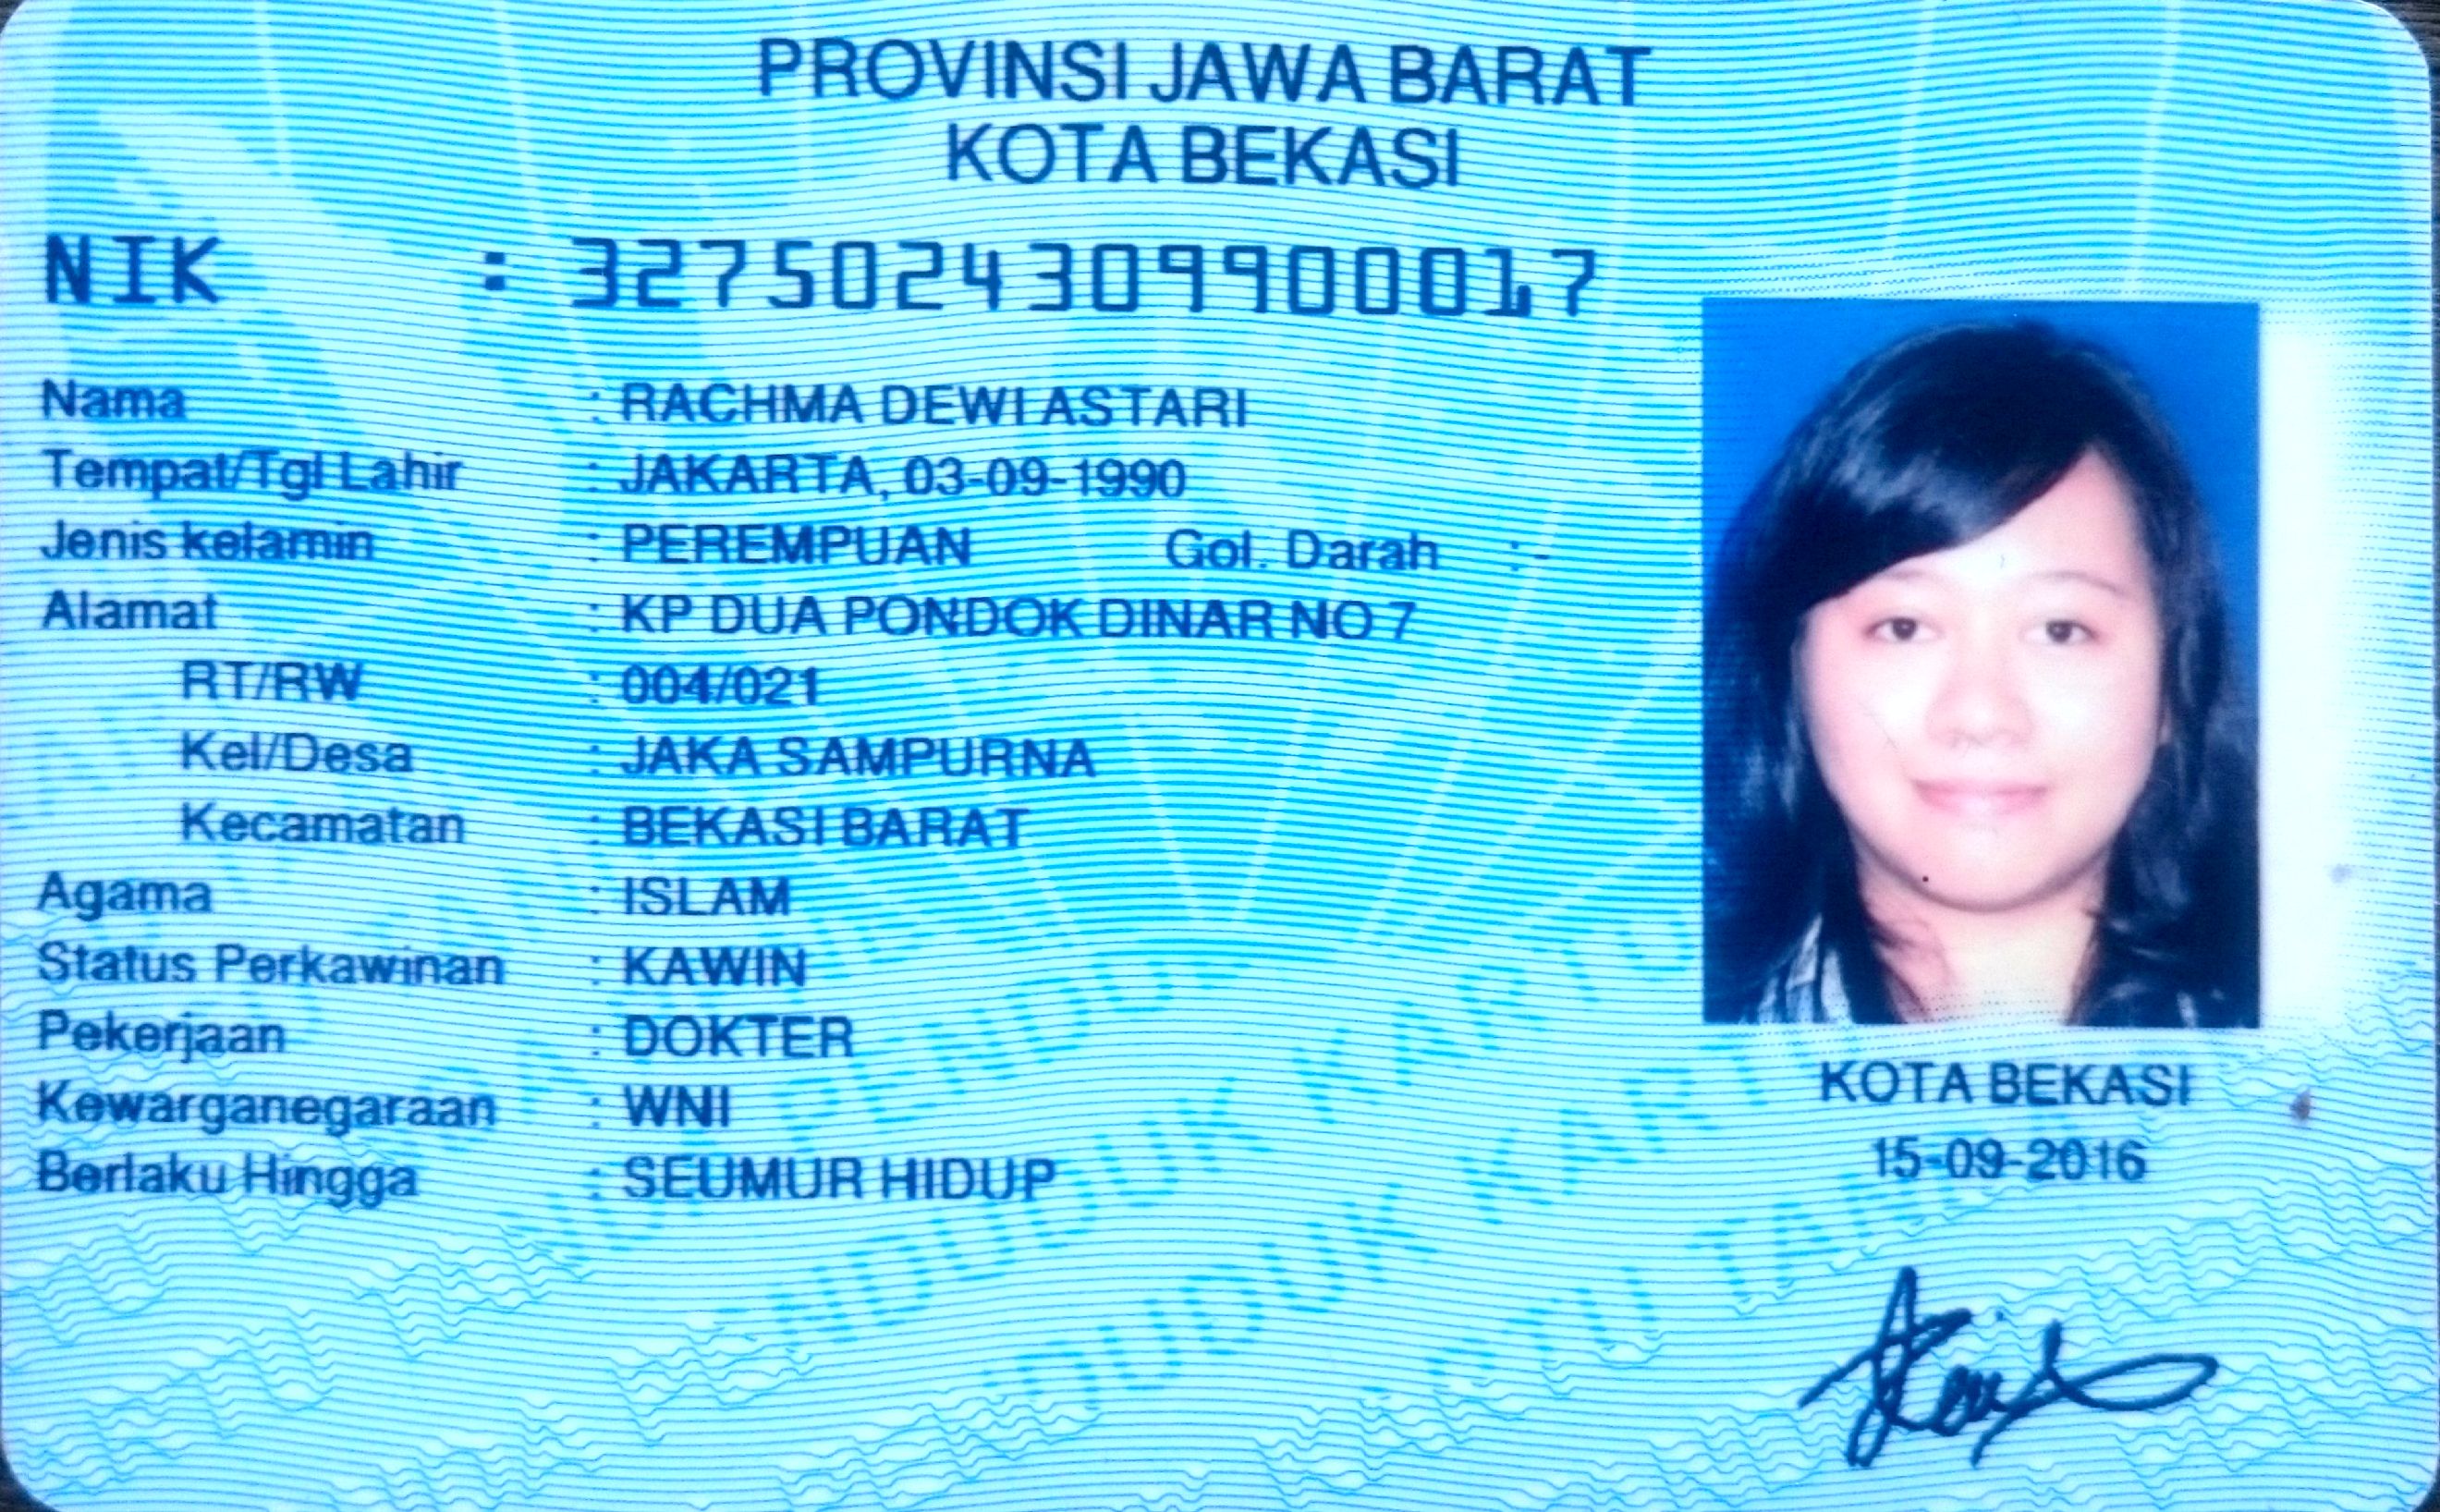 PROVINSI JAWA BARAT
KOTA BEKASI
NIK : 3275024309900017
Nama : RACHMA DEWI ASTARI
Tempat/Tgl Lahir : JAKARTA, 03-09-1990
Jenis kelamin : PEREMPUAN Gol. Darah : -
Alamat : KP DUA PONDOK DINAR NO 7
RT/RW : 004/021
Kel/Desa : JAKA SAMPURNA
Kecamatan : BEKASI BARAT
Agama : ISLAM
Status Perkawinan : KAWIN
Pekerjaan : DOKTER
Kewarganegaraan : WNI
Berlaku Hingga : SEUMUR HIDUP
KOTA BEKASI
15-09-2016